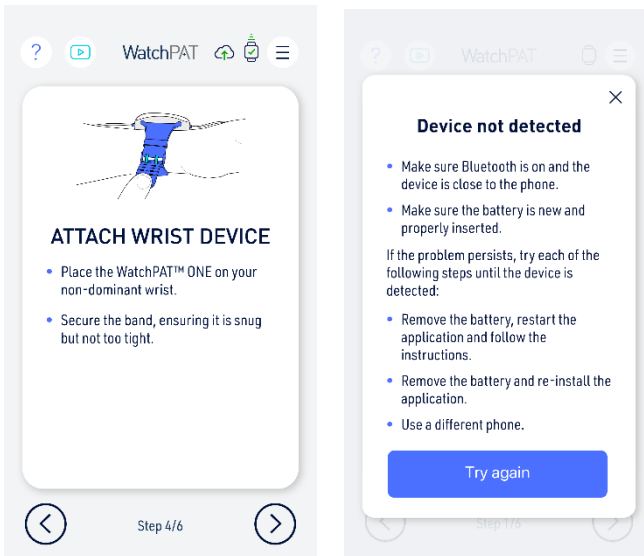 ?
WatchPAT
ATTACH WRIST DEVICE
• Place the WatchPAT™ ONE on your
non-dominant wrist.
• Secure the band, ensuring it is snug
but not too tight.
Step 4/6
?
WatchPAT
Device not detected
• Make sure Bluetooth is on and the
device is close to the phone.
• Make sure the battery is new and
properly inserted.
If the problem persists, try each of the
following steps until the device is
detected:
• Remove the battery, restart the
application and follow the
instructions.
• Remove the battery and re-install the
application.
• Use a different phone.
Try again
Step 1/6